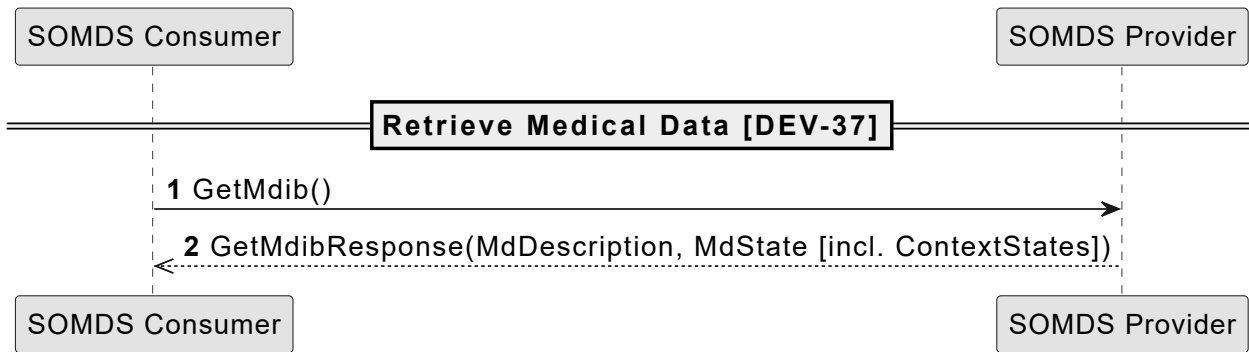 SOMDS Consumer SOMDS Provider
Retrieve Medical Data [DEV-37]
1 GetMdib()
2 GetMdibResponse(MdDescription, MdState [incl. ContextStates])
SOMDS Consumer SOMDS Provider